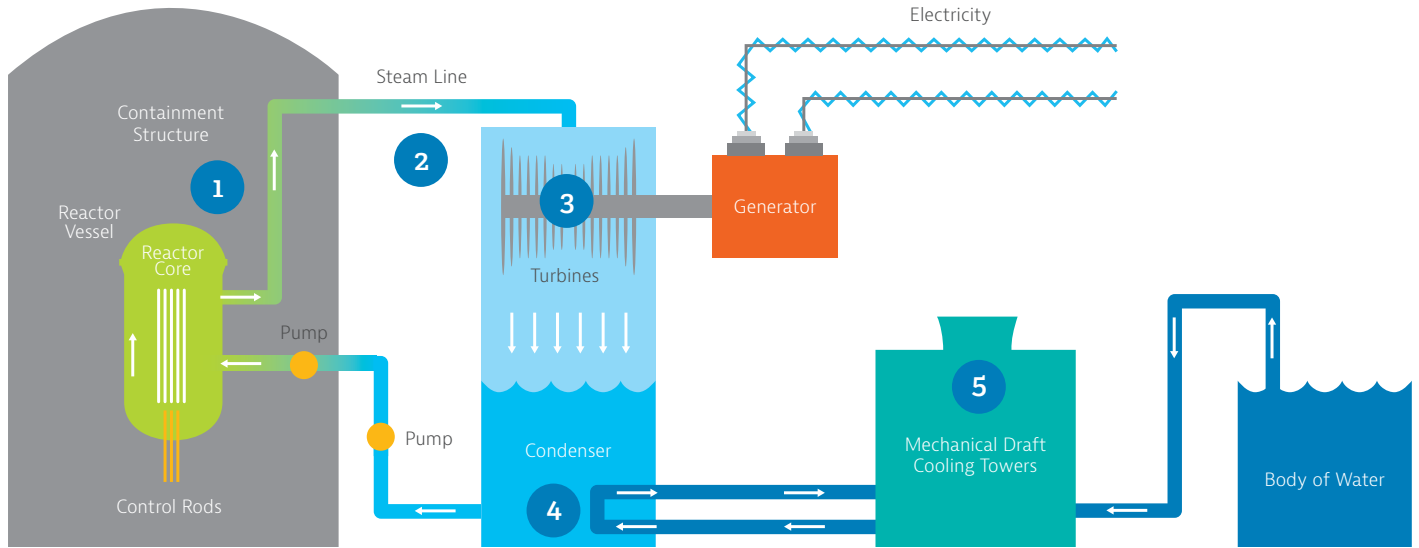 Electricity
Steam Line
Containment
Structure
1
2
3
Reactor
Vessel
Reactor
Core
Generator
Turbines
Pump
5
Pump
Mechanical Draft
Cooling Towers
Condenser
Body of Water
Control Rods
4